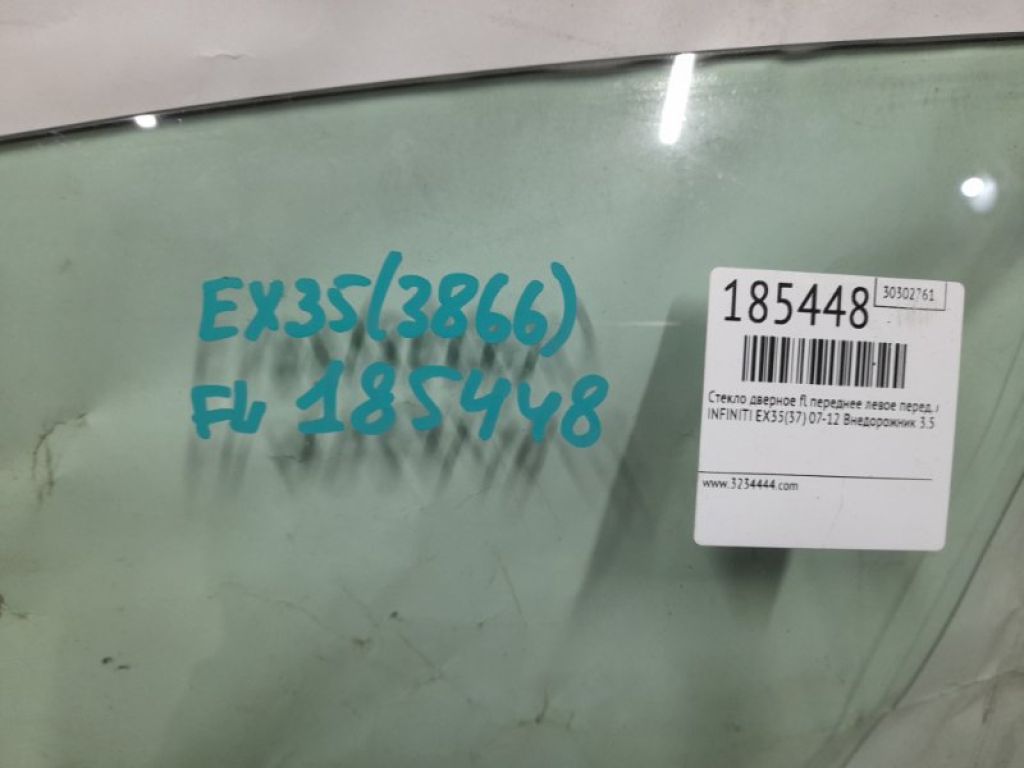 EX35(3866)
FL 185448
185448
30302761
Стекло дверное fl переднее левое перед.
INFINITI EX35(37) 07-12 Внедорожник 3.5
www.3234444.com